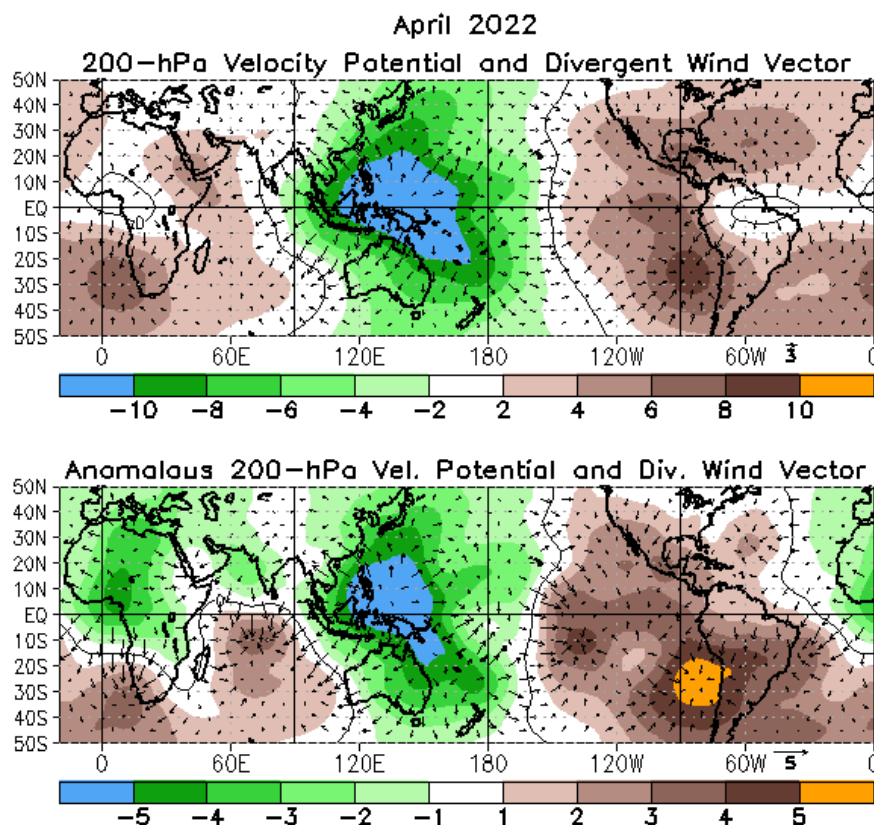 April 2022
200-hPa Velocity Potential and Divergent Wind Vector
50N
40N
30N
20N
10N
EQ
10S
20S
30S
40S
50S
0 60E 120E 180 120W 60W 3
-10 -8 -6 -4 -2 2 4 6 8 10
Anamalaus 200-hPa Vel. Potential and Div. Wind Vector
50N
40N
30N
20N
10N
EQ
10S
20S
30S
40S
50S
0 60E 120E 180 120W 60W 5 0
-5 -4 -3 -2 -1 1 2 3 4 5